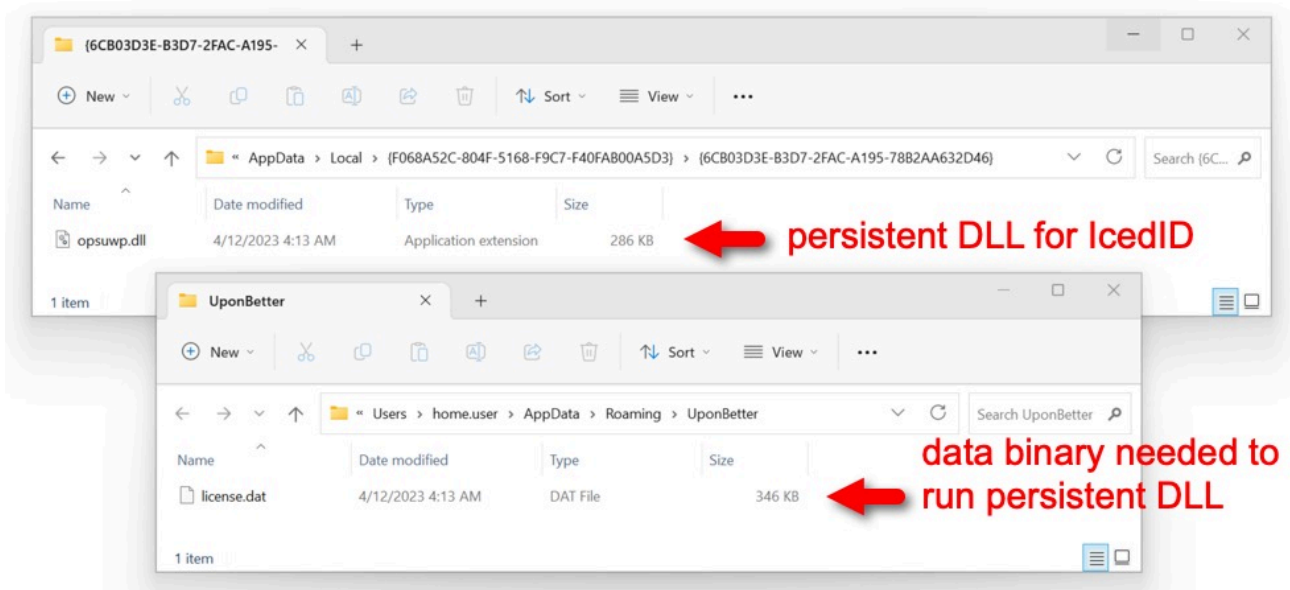 {6CB03D3E-B3D7-2FAC-A195-
New
Sort
View
« AppData > Local > {F068A52C-804F-5168-F9C7-F40FAB00A5D3} > {6CB03D3E-B3D7-2FAC-A195-78B2AA632D46}
Search {6C...
Name Date modified Type Size
opsuwp.dll 4/12/2023 4:13 AM Application extension 286 KB
persistent DLL for IcedID
1 item
UponBetter
New
Sort
View
« Users > home.user > AppData > Roaming > UponBetter
Search UponBetter
Name Date modified Type Size
license.dat 4/12/2023 4:13 AM DAT File 346 KB
data binary needed to
run persistent DLL
1 item